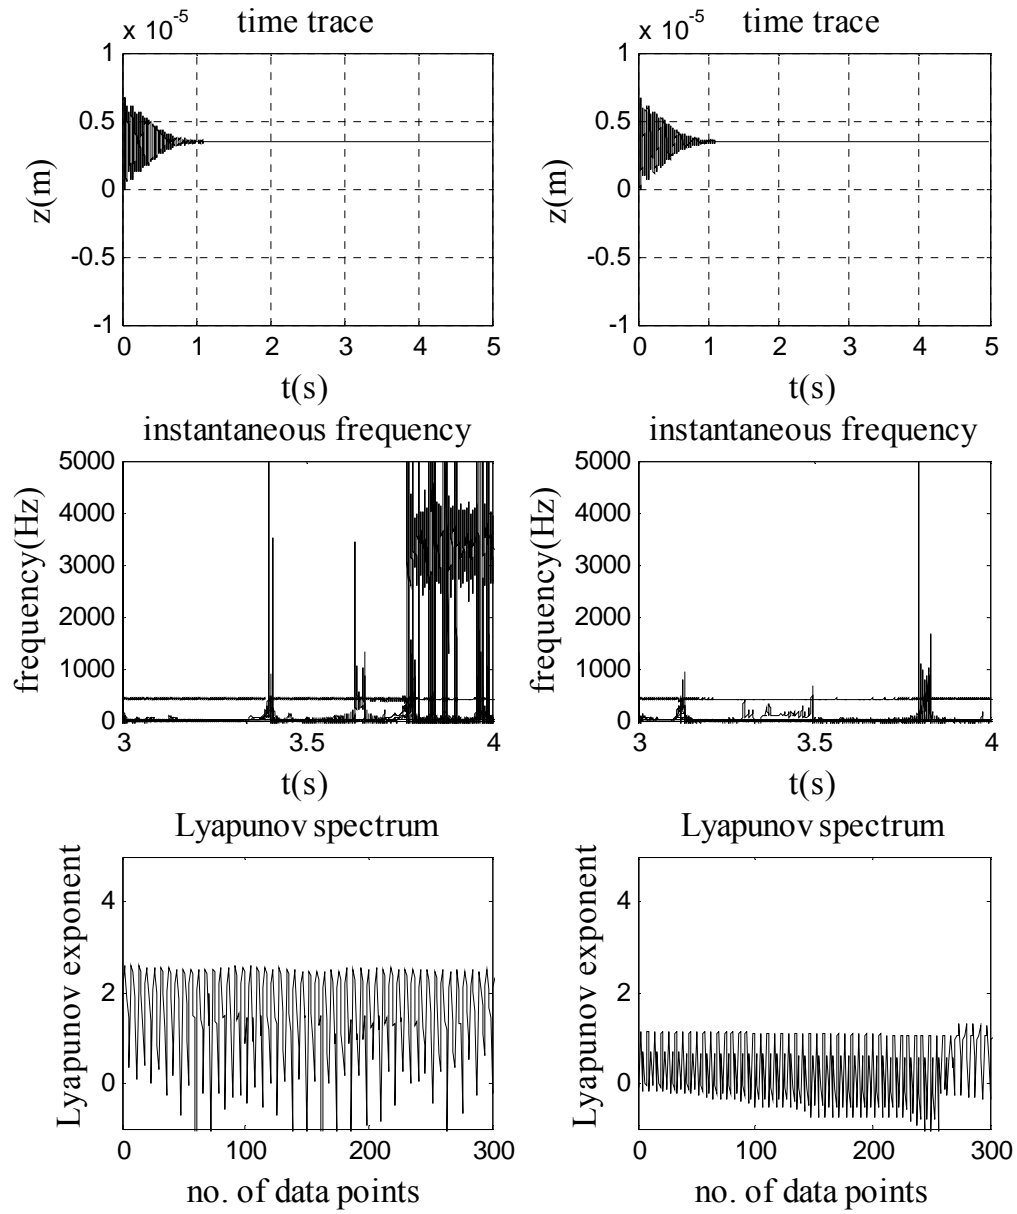 x 10-5
time trace
1
0.5
0
-0.5
-1
z(m)
0 1 2 3 4 5
t(s)
x 10-5
time trace
1
0.5
0
-0.5
-1
z(m)
0 1 2 3 4 5
t(s)
instantaneous frequency
5000
4000
3000
2000
1000
0
frequency(Hz)
3 3.5 4
t(s)
instantaneous frequency
5000
4000
3000
2000
1000
0
frequency(Hz)
3 3.5 4
t(s)
Lyapunov spectrum
4
2
0
Lyapunov exponent
0 100 200 300
no. of data points
Lyapunov spectrum
4
2
0
Lyapunov exponent
0 100 200 300
no. of data points